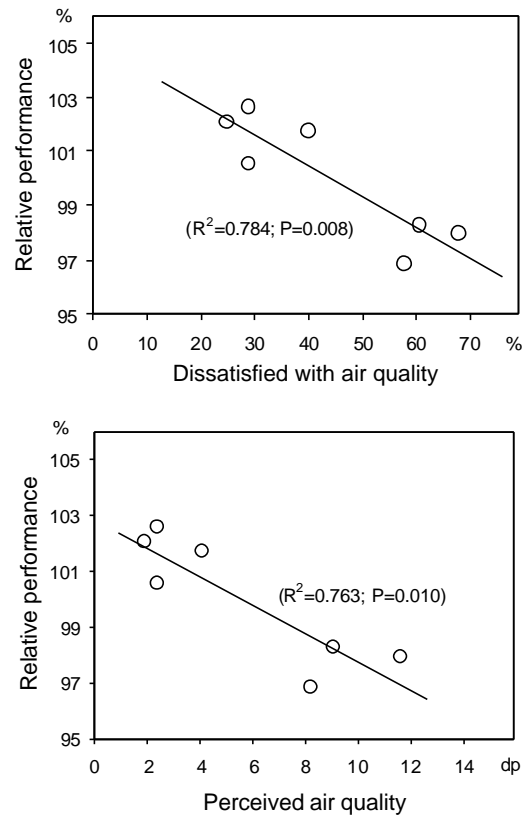 %
105
103
101
99
97
95
Relative performance
(R²=0.784; P=0.008)
0 10 20 30 40 50 60 70 %
Dissatisfied with air quality
%
105
103
101
99
97
95
Relative performance
(R²=0.763; P=0.010)
0 2 4 6 8 10 12 14 dp
Perceived air quality